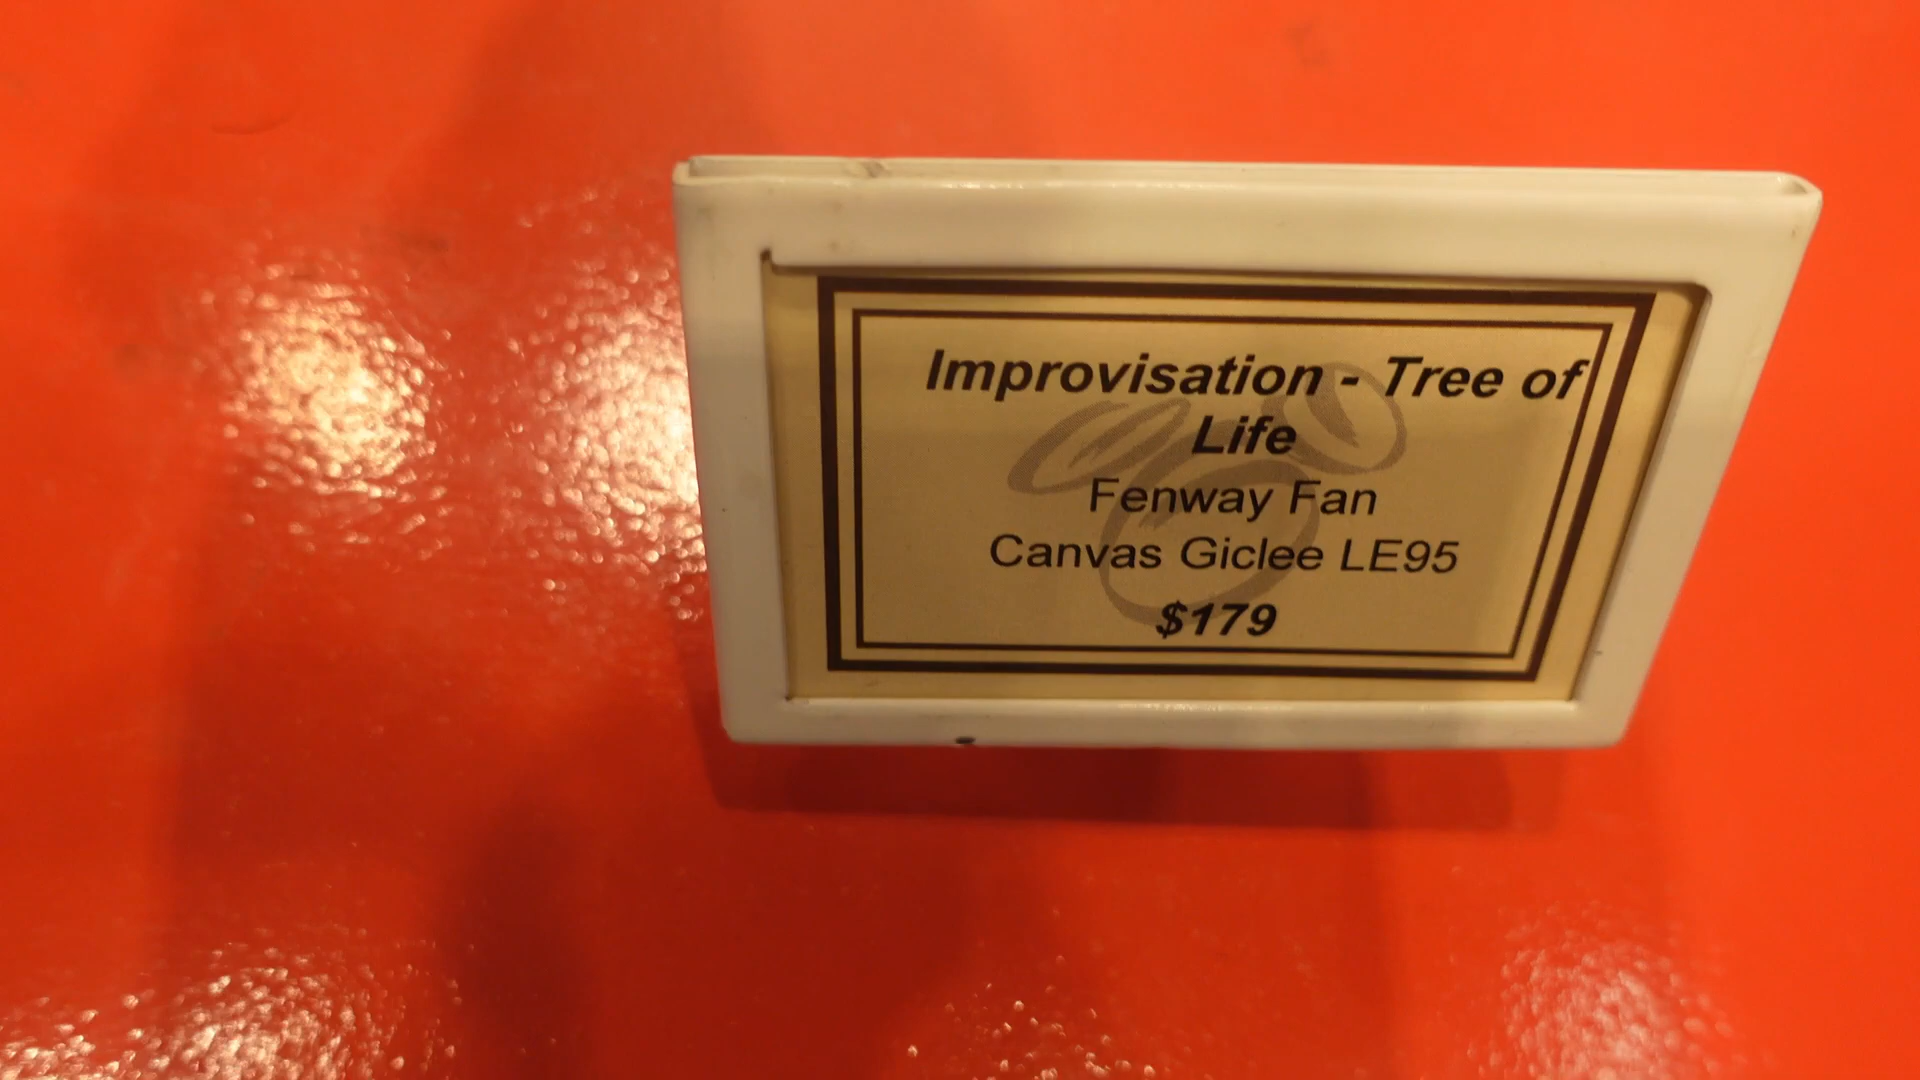 Improvisation - Tree of
Life
Fenway Fan
Canvas Giclee LE95
$179